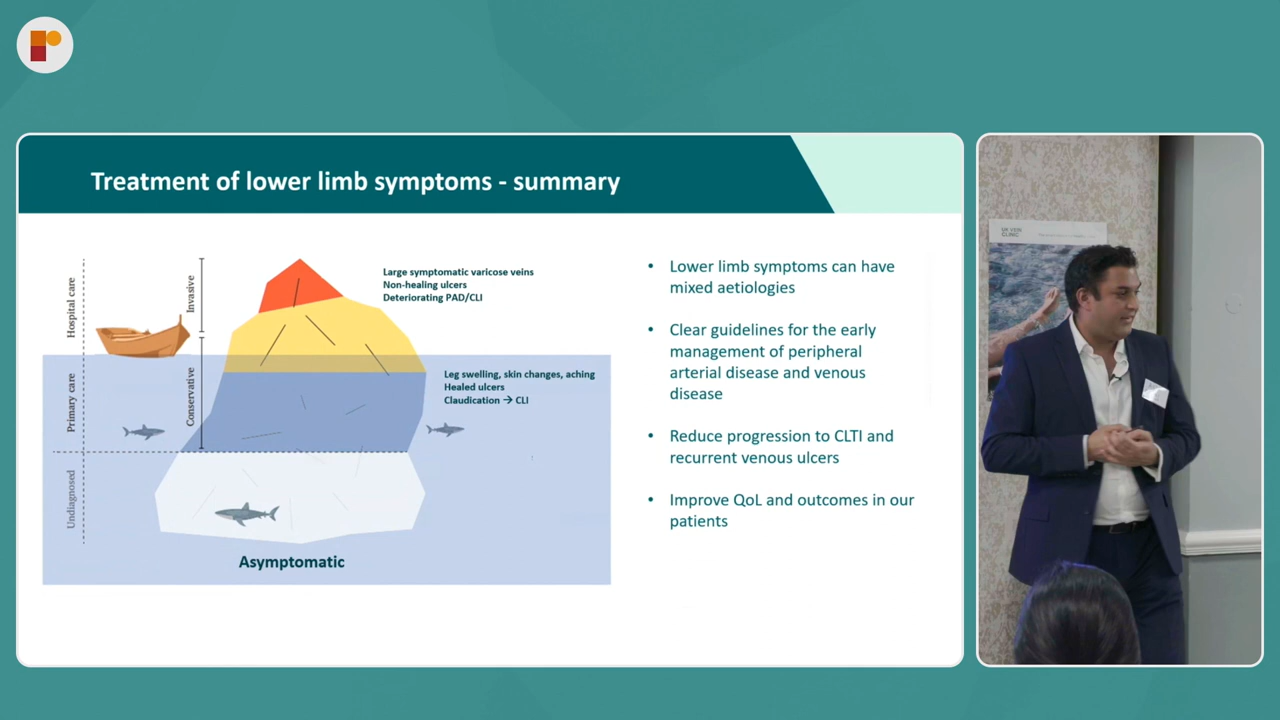 Treatment of lower limb symptoms - summary
Hospital care
Primary care
Undiagnosed
Invasive
Conservative
Large symptomatic varicose veins
Non-healing ulcers
Deteriorating PAD/CLI
Leg swelling, skin changes, aching
Healed ulcers
Claudication → CLI
Asymptomatic
• Lower limb symptoms can have
mixed aetiologies
• Clear guidelines for the early
management of peripheral
arterial disease and venous
disease
• Reduce progression to CLTI and
recurrent venous ulcers
• Improve QoL and outcomes in our
patients
UK VEIN
CLINIC